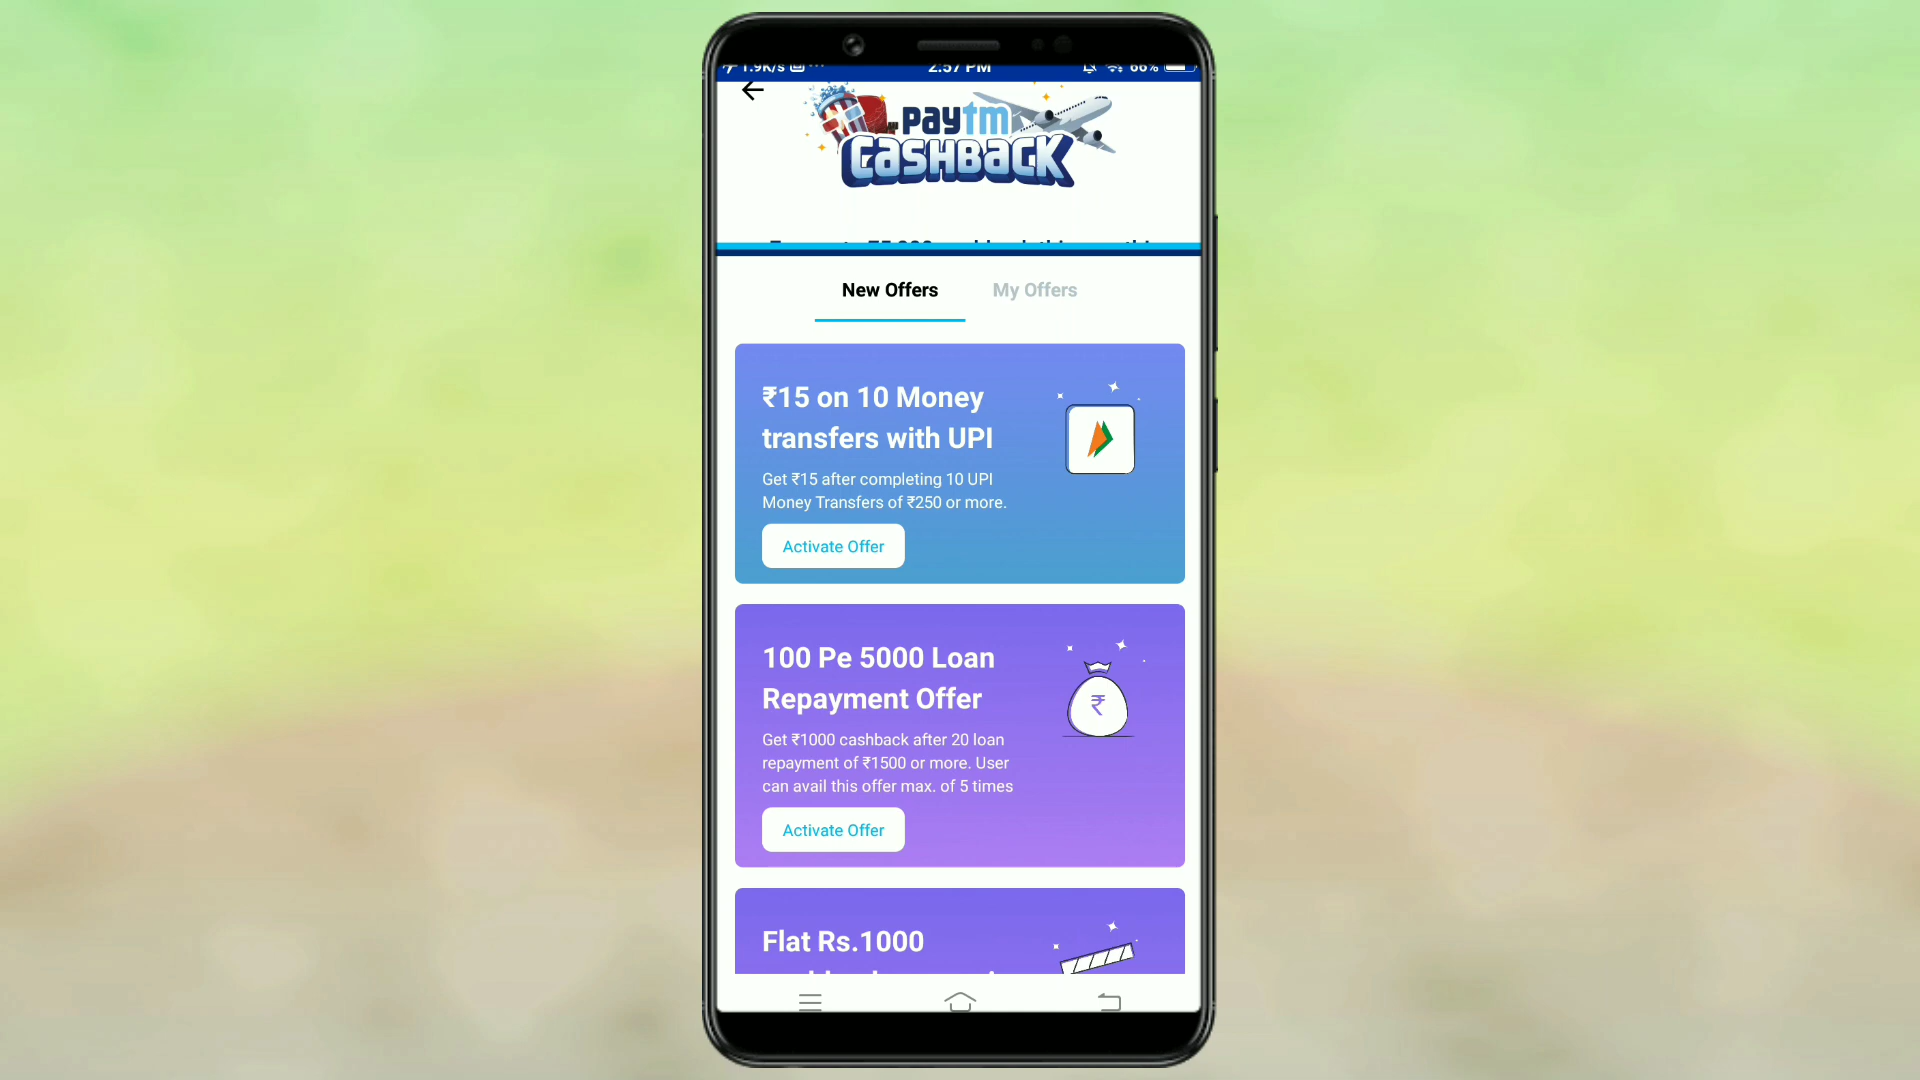 1.9K/s
2:57 PM
66%
paytm
CASHBACK
New Offers
My Offers
₹15 on 10 Money
transfers with UPI
Get ₹15 after completing 10 UPI
Money Transfers of ₹250 or more.
Activate Offer
100 Pe 5000 Loan
Repayment Offer
Get ₹1000 cashback after 20 loan
repayment of ₹1500 or more. User
can avail this offer max. of 5 times
Activate Offer
Flat Rs.1000